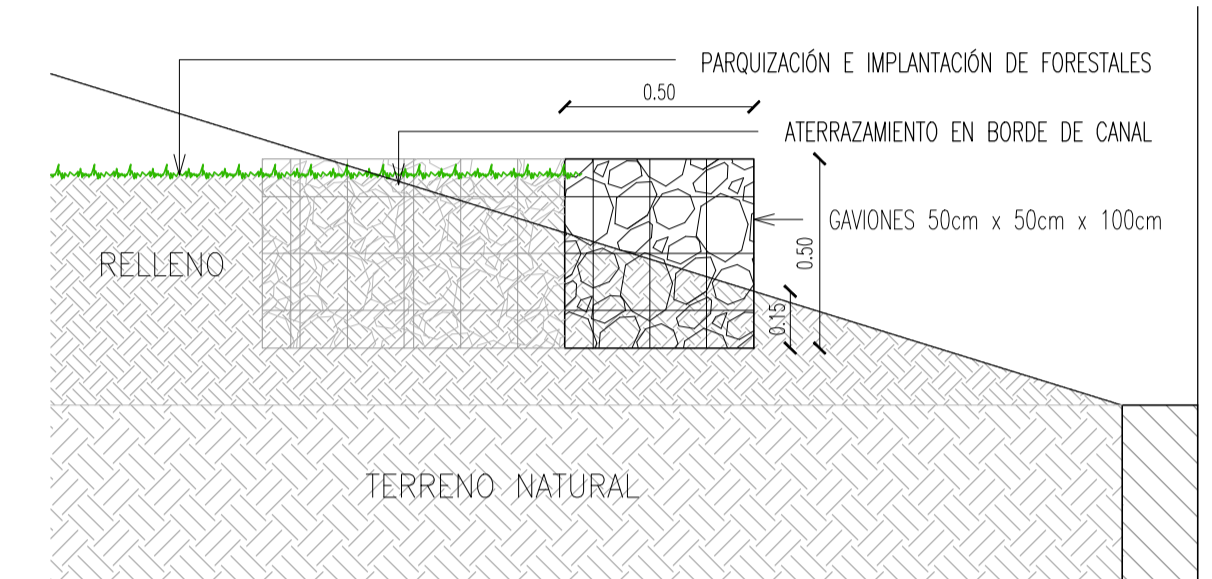 PARQUIZACIÓN E IMPLANTACIÓN DE FORESTALES
0.50
ATERRAZAMIENTO EN BORDE DE CANAL
GAVIONES 50cm x 50cm x 100cm
0.50
RELLENO
0.15
TERRENO NATURAL